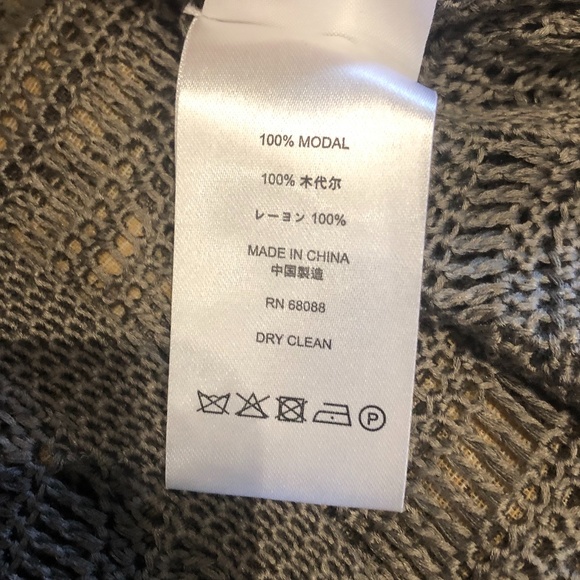 100% MODAL
100% 木代尔
レーヨン 100%
MADE IN CHINA
中国製造
RN 68088
DRY CLEAN
P